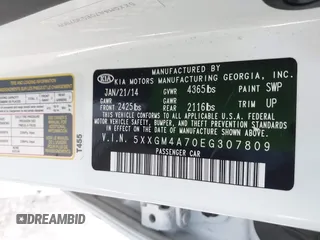 MANUFACTURED BY
KIA KIA MOTORS MANUFACTURING GEORGIA, INC.
JAN/21/14 GVWR 4365lbs PAINT SWP
GAWR GAWR TRIM UP
FRONT 2425lbs REAR 2116lbs
THIS VEHICLE CONFORMS TO ALL APPLICABLE
FEDERAL MOTOR VEHICLE SAFETY BUMPER, AND
THEFT PREVENTION STANDARDS IN EFFECT ON
THE DATE OF MANUFACTURE SHOWN ABOVE.
V.I.N. 5XXGM4A70EG307809
PASSENGER CAR
T455
DREAMBID